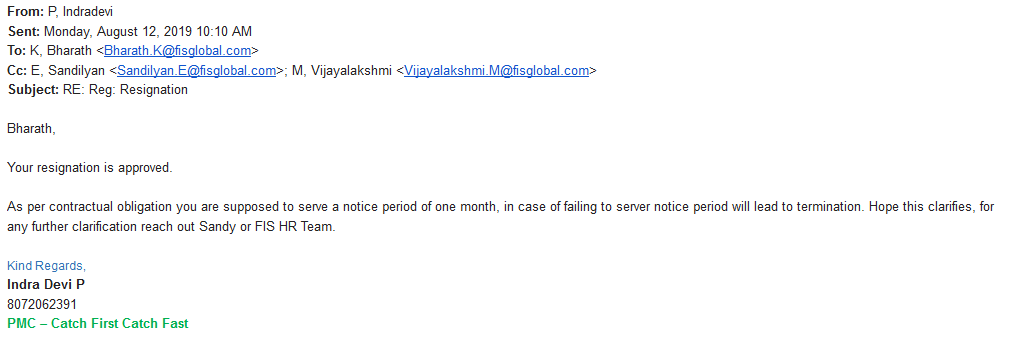 From: P, Indradevi
Sent: Monday, August 12, 2019 10:10 AM
To: K, Bharath <Bharath.K@fisglobal.com>
Cc: E, Sandilyan <Sandilyan.E@fisglobal.com>; M, Vijayalakshmi <Vijayalakshmi.M@fisglobal.com>
Subject: RE: Reg: Resignation
Bharath,
Your resignation is approved.
As per contractual obligation you are supposed to serve a notice period of one month, in case of failing to server notice period will lead to termination. Hope this clarifies, for
any further clarification reach out Sandy or FIS HR Team.
Kind Regards,
Indra Devi P
8072062391
PMC – Catch First Catch Fast